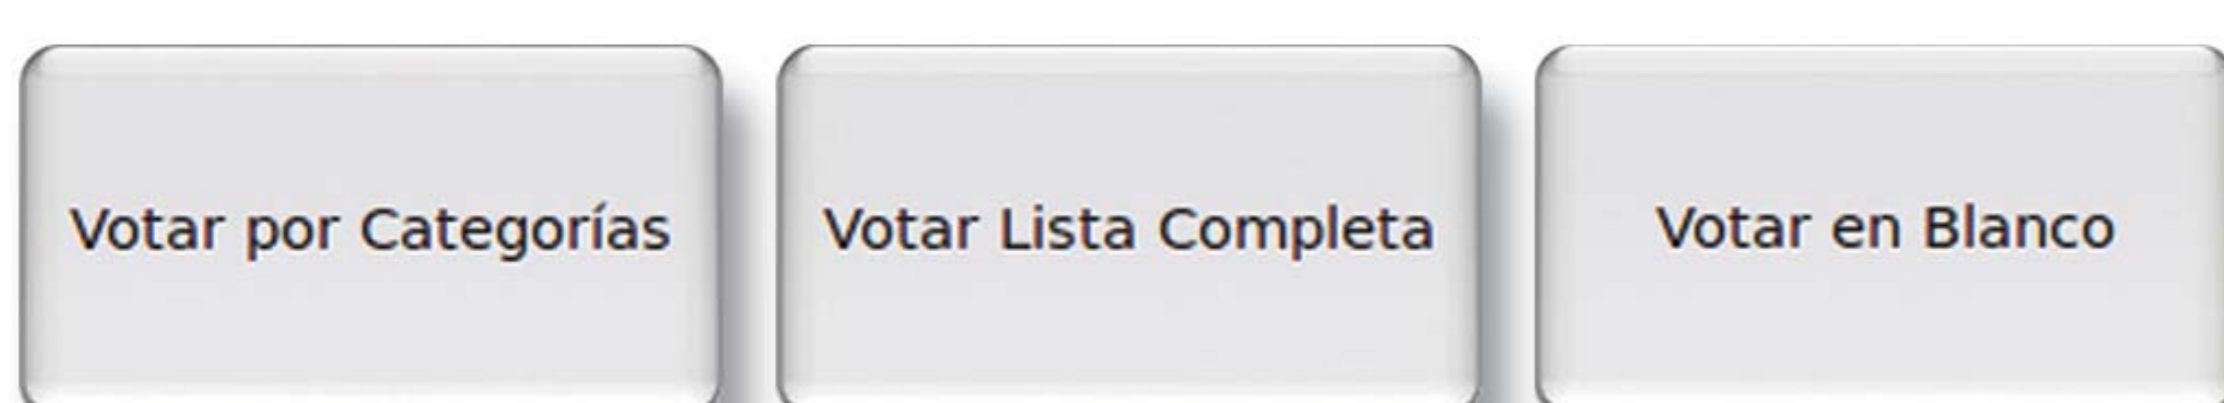 Votar por Categorías
Votar Lista Completa
Votar en Blanco